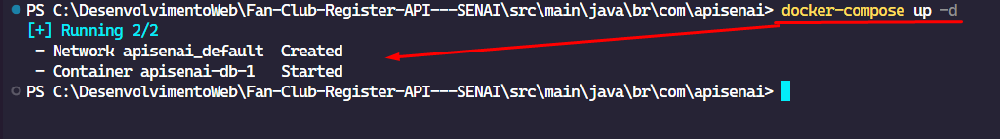 PS C:\DesenvolvimentoWeb\Fan-Club-Register-API---SENAI\src\main\java\br\com\apisenai> docker-compose up -d
[+] Running 2/2
- Network apisenai_default  Created
- Container apisenai-db-1   Started
PS C:\DesenvolvimentoWeb\Fan-Club-Register-API---SENAI\src\main\java\br\com\apisenai>